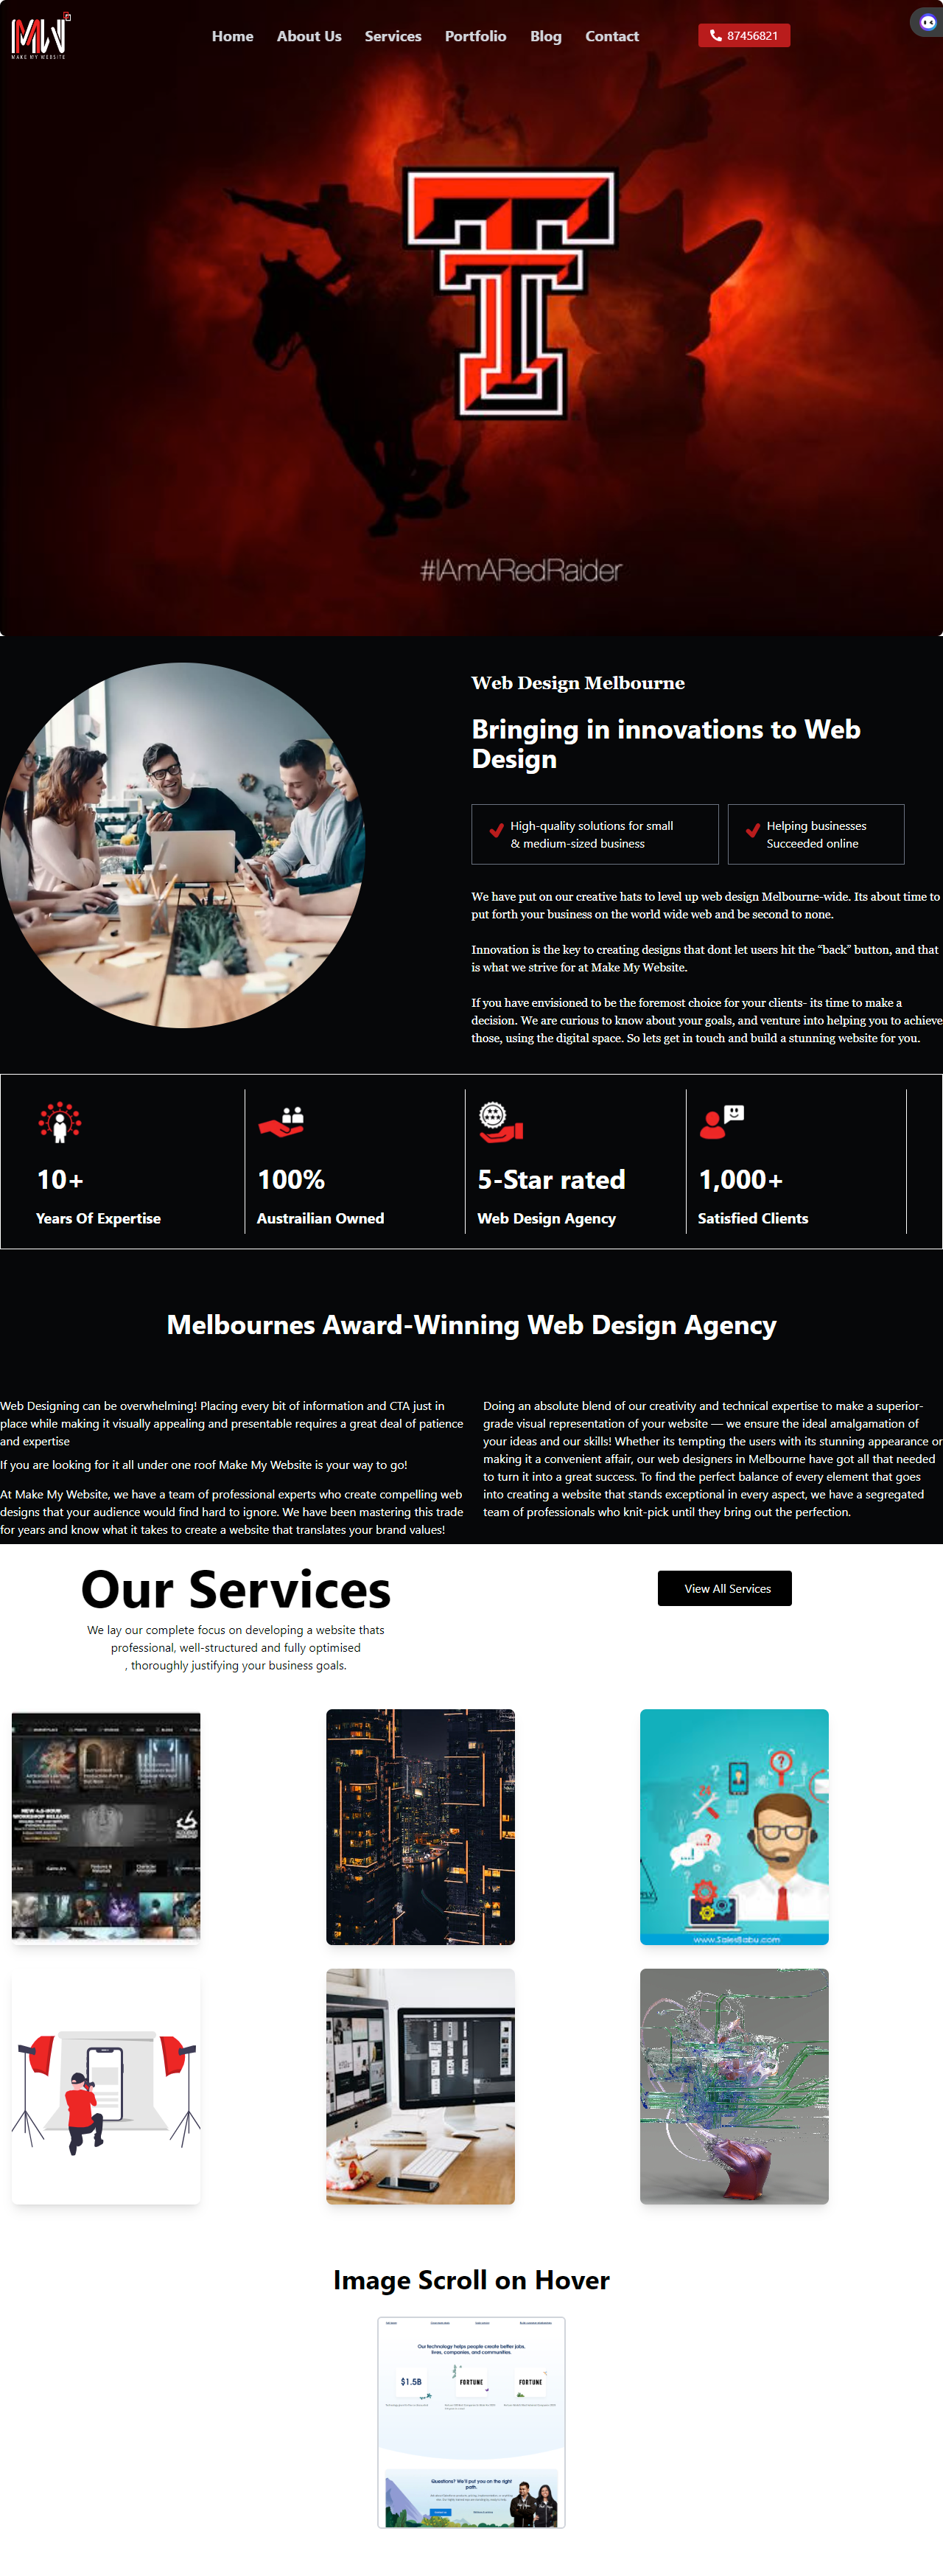 MW
MAKE MY WEBSITE
Home About Us Services Portfolio Blog Contact 87456821
#IAmARedRaider
Web Design Melbourne
Bringing in innovations to Web
Design
High-quality solutions for small
& medium-sized business
Helping businesses
Succeeded online
We have put on our creative hats to level up web design Melbourne-wide. Its about time to
put forth your business on the world wide web and be second to none.
Innovation is the key to creating designs that dont let users hit the “back” button, and that
is what we strive for at Make My Website.
If you have envisioned to be the foremost choice for your clients- its time to make a
decision. We are curious to know about your goals, and venture into helping you to achieve
those, using the digital space. So lets get in touch and build a stunning website for you.
10+
Years Of Expertise
100%
Austrailian Owned
5-Star rated
Web Design Agency
1,000+
Satisfied Clients
Melbournes Award-Winning Web Design Agency
Web Designing can be overwhelming! Placing every bit of information and CTA just in
place while making it visually appealing and presentable requires a great deal of patience
and expertise
If you are looking for it all under one roof Make My Website is your way to go!
At Make My Website, we have a team of professional experts who create compelling web
designs that your audience would find hard to ignore. We have been mastering this trade
for years and know what it takes to create a website that translates your brand values!
Doing an absolute blend of our creativity and technical expertise to make a superior-
grade visual representation of your website — we ensure the ideal amalgamation of
your ideas and our skills! Whether its tempting the users with its stunning appearance or
making it a convenient affair, our web designers in Melbourne have got all that needed
to turn it into a great success. To find the perfect balance of every element that goes
into creating a website that stands exceptional in every aspect, we have a segregated
team of professionals who knit-pick until they bring out the perfection.
Our Services
View All Services
We lay our complete focus on developing a website thats
professional, well-structured and fully optimised
, thoroughly justifying your business goals.
NEW 4.5-HOUR
WORKSHOP RELEASE
FAMILY
24
www.SalesBabu.com
Image Scroll on Hover
Our technology helps people create better jobs,
lives, companies, and communities.
$1.5B
FORTUNE
FORTUNE
Questions? We'll put you on the right
path.